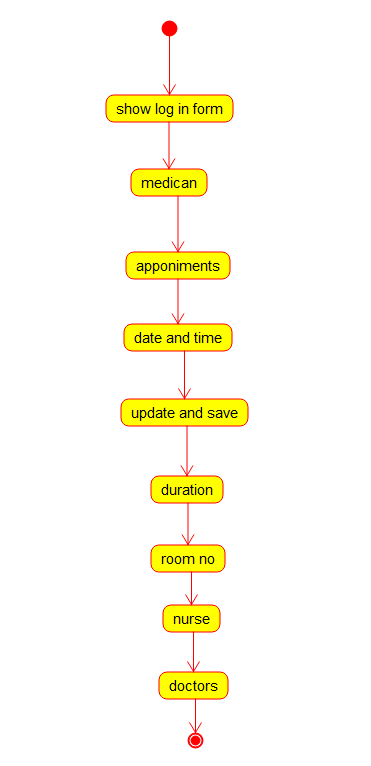 show log in form
medican
apponiments
date and time
update and save
duration
room no
nurse
doctors